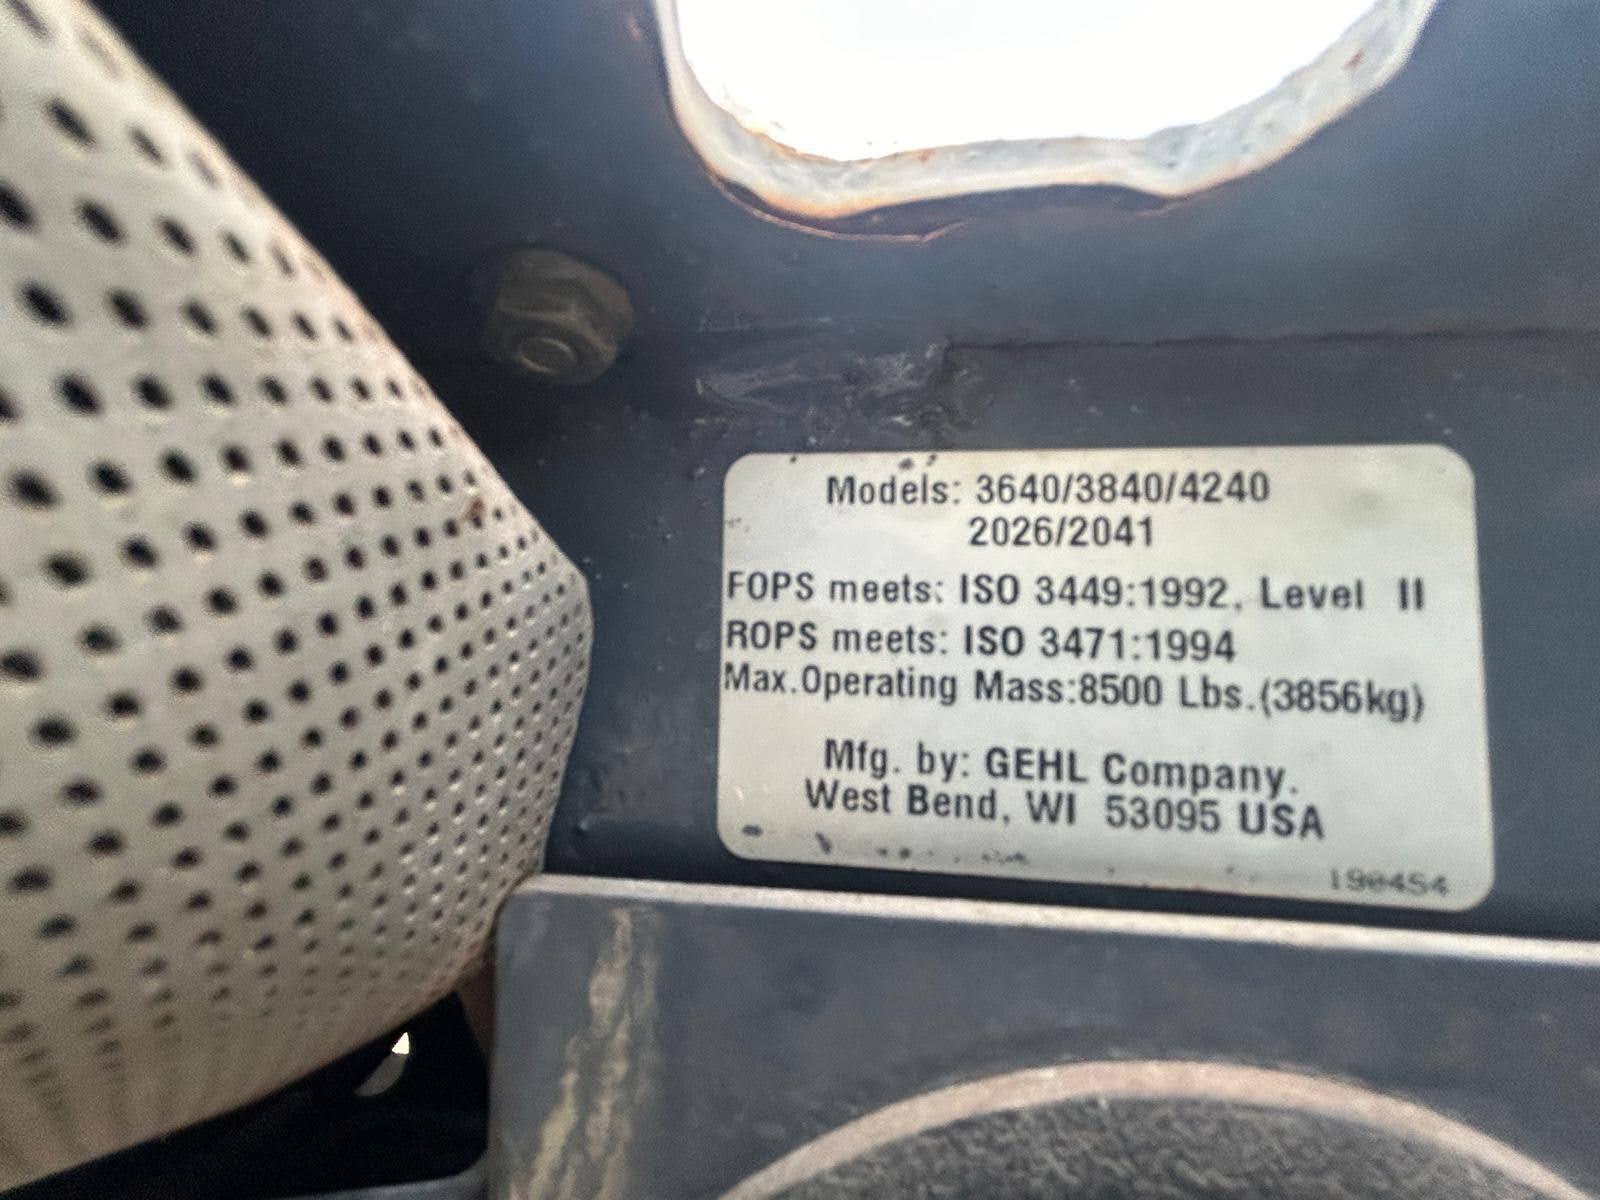 Models: 3640/3840/4240
2026/2041
FOPS meets: ISO 3449:1992, Level II
ROPS meets: ISO 3471:1994
Max.Operating Mass:8500 Lbs.(3856kg)
Mfg. by: GEHL Company.
West Bend, WI 53095 USA
190454